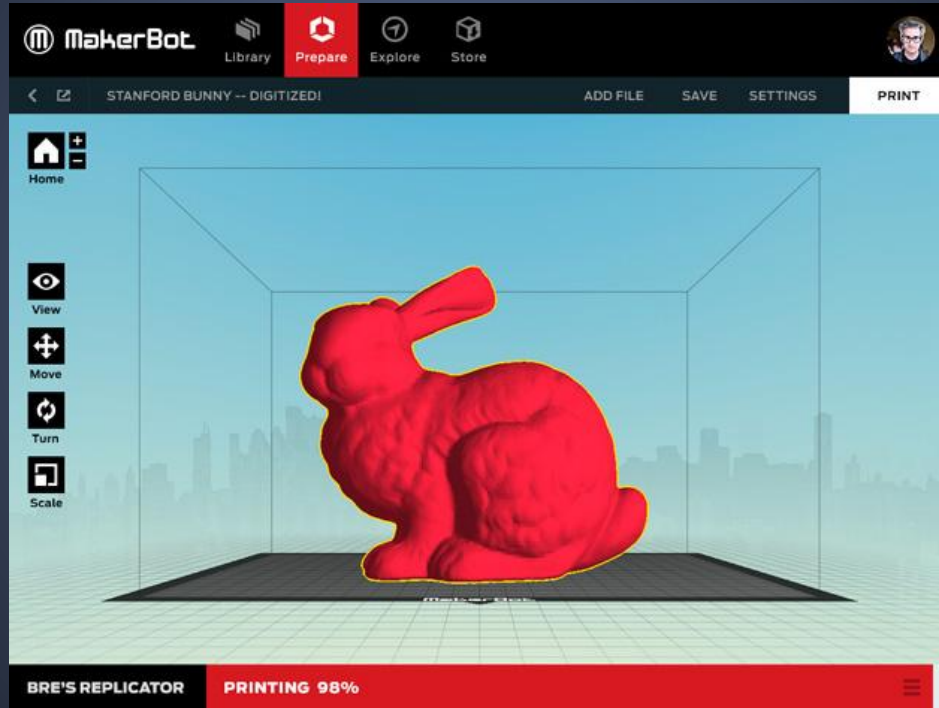 MakerBot
Library Prepare Explore Store
STANFORD BUNNY -- DIGITIZED! ADD FILE SAVE SETTINGS PRINT
Home
View
Move
Turn
Scale
MakerBot
BRE'S REPLICATOR PRINTING 98%